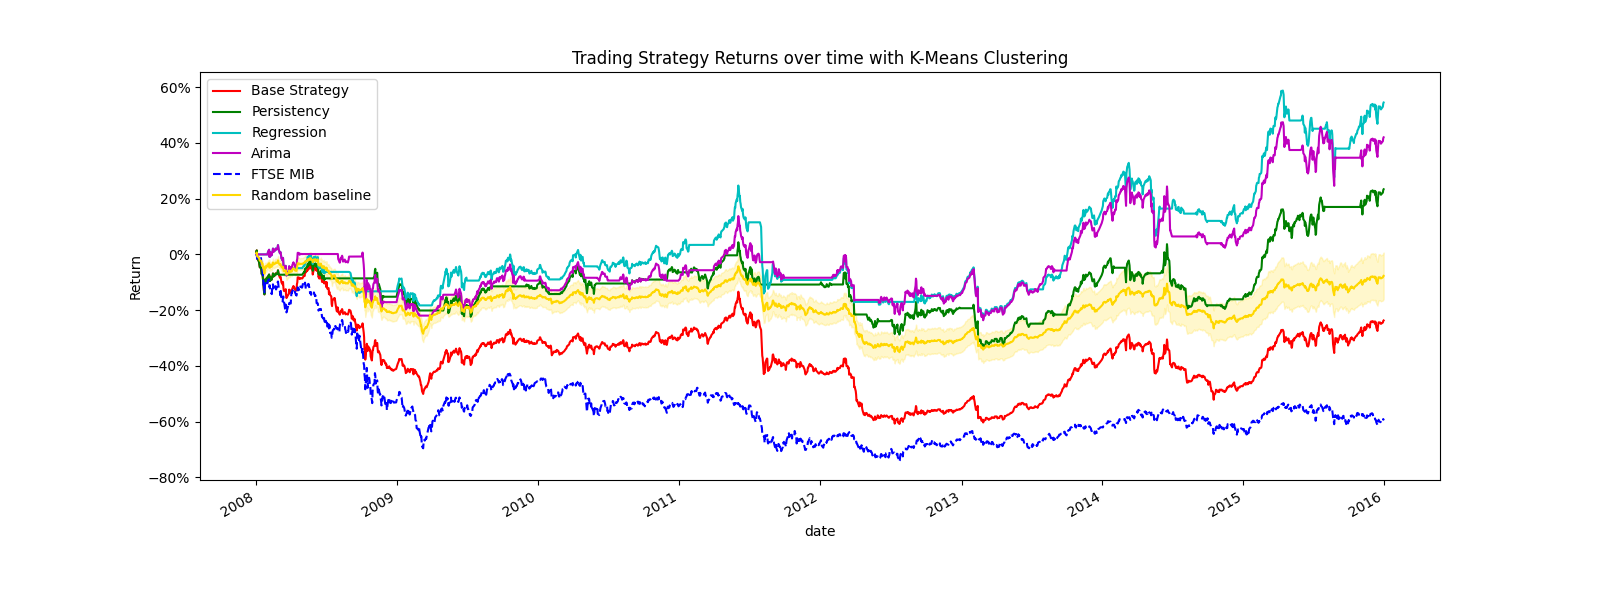 Trading Strategy Returns over time with K-Means Clustering
60%
40%
20%
0%
−20%
−40%
−60%
−80%
Return
Base Strategy
Persistency
Regression
Arima
FTSE MIB
Random baseline
2008
2009
2010
2011
2012
2013
2014
2015
2016
date